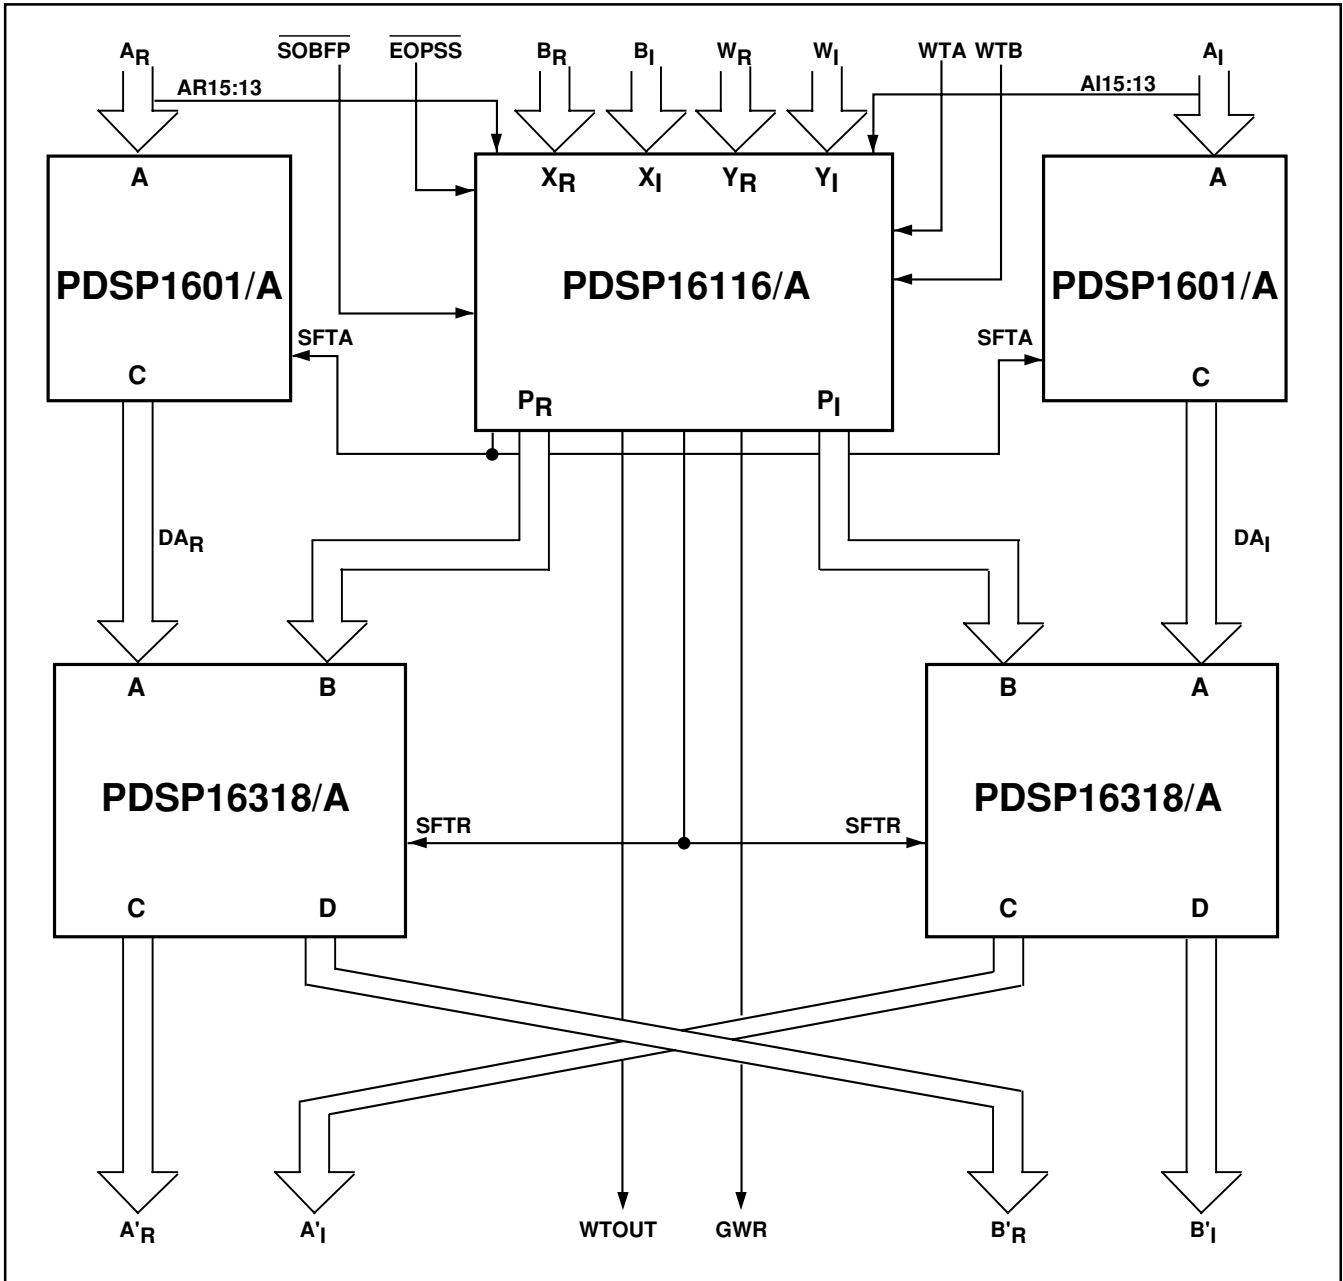 AR SOBFP EOPSS BR BI WR WI WTA WTB AI
AR15:13 AI15:13
A XR XI YR YI A
PDSP1601/A PDSP16116/A PDSP1601/A
SFTA SFTA
C PR PI C
DAR DAI
A B B A
PDSP16318/A PDSP16318/A
SFTR SFTR
C D C D
A'R A'I WTOUT GWR B'R B'I